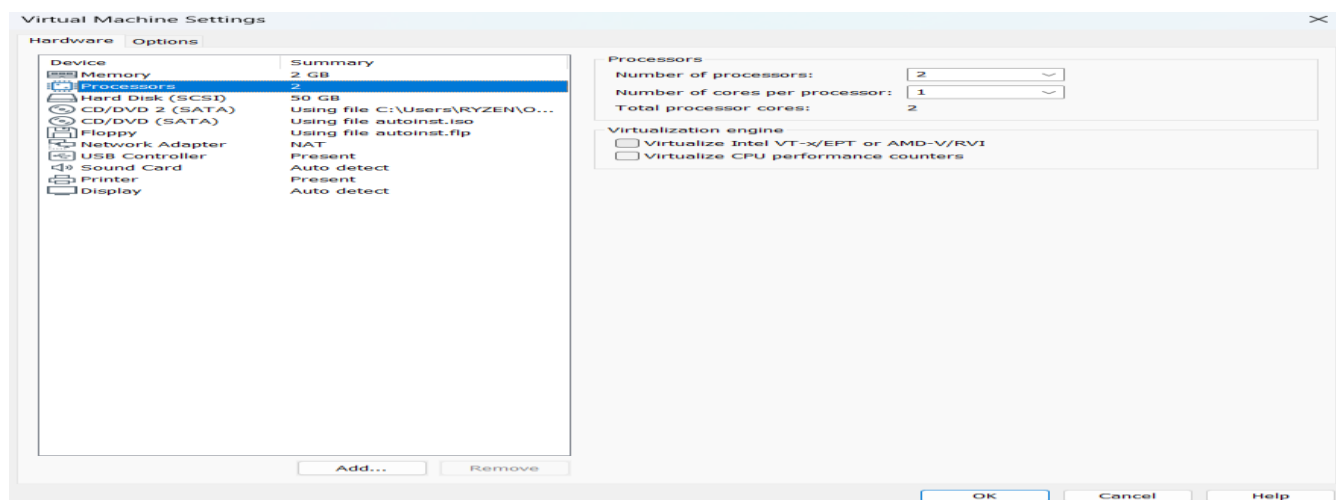 Virtual Machine Settings
Hardware Options
Device Summary
Memory 2 GB
Processors 2
Hard Disk (SCSI) 50 GB
CD/DVD 2 (SATA) Using file C:\Users\RYZEN\O...
CD/DVD (SATA) Using file autoinst.iso
Floppy Using file autoinst.flp
Network Adapter NAT
USB Controller Present
Sound Card Auto detect
Printer Present
Display Auto detect
Add... Remove
Processors
Number of processors: 2
Number of cores per processor: 1
Total processor cores: 2
Virtualization engine
Virtualize Intel VT-x/EPT or AMD-V/RVI
Virtualize CPU performance counters
OK Cancel Help